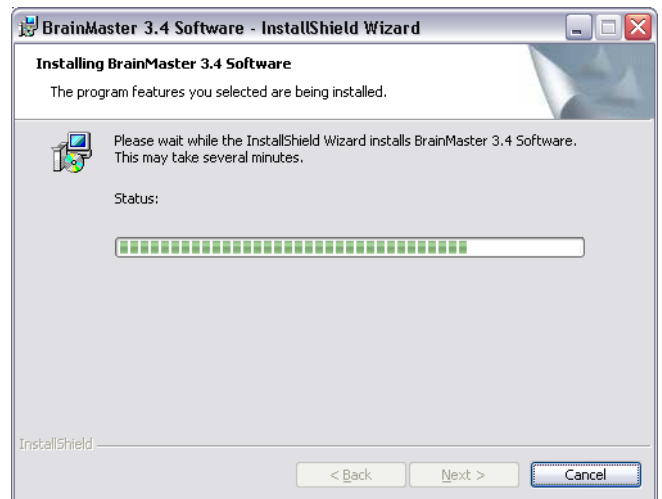 BrainMaster 3.4 Software - InstallShield Wizard
Installing BrainMaster 3.4 Software
The program features you selected are being installed.
Please wait while the InstallShield Wizard installs BrainMaster 3.4 Software.
This may take several minutes.
Status:
InstallShield
< Back
Next >
Cancel